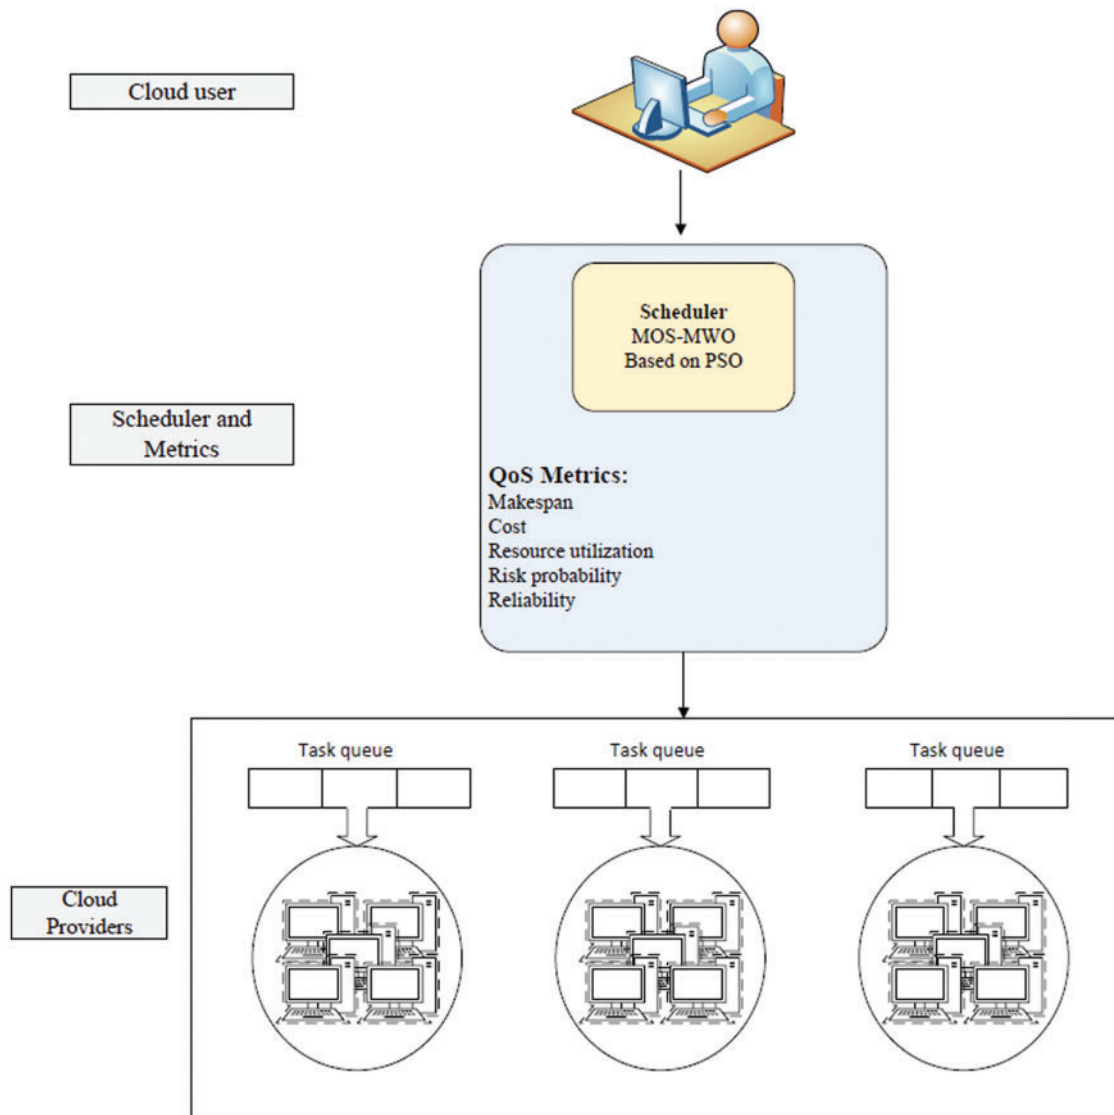 Cloud user
Scheduler
MOS-MWO
Based on PSO
Scheduler and
Metrics
QoS Metrics:
Makespan
Cost
Resource utilization
Risk probability
Reliability
Task queue
Task queue
Task queue
Cloud
Providers